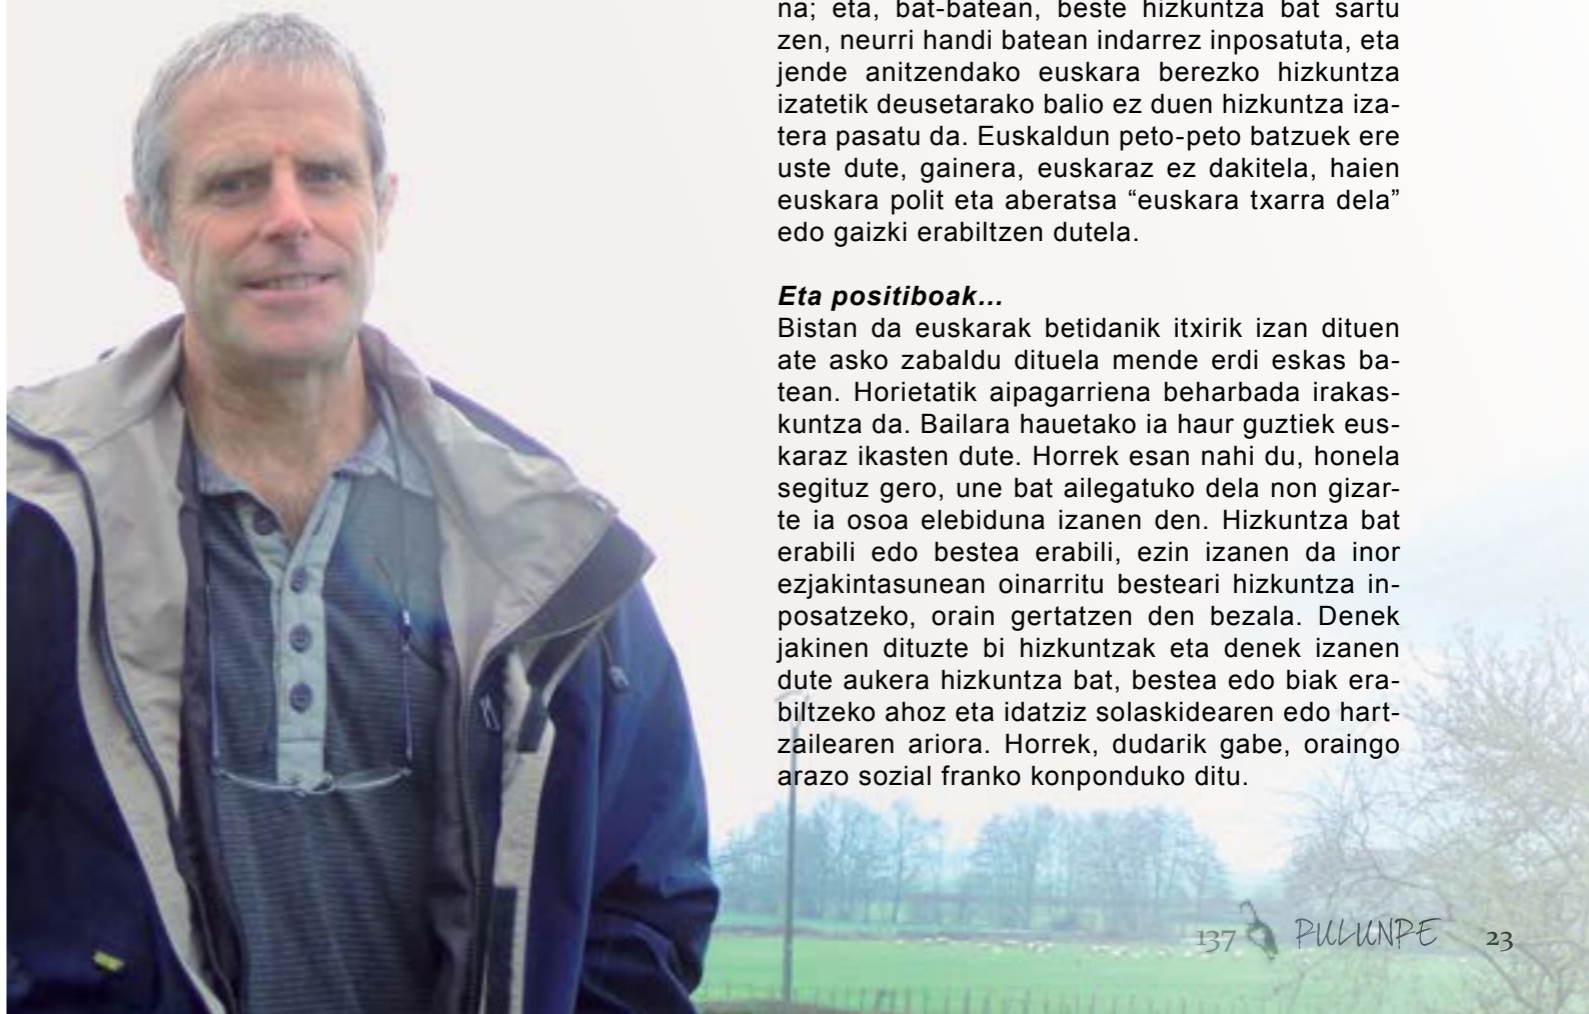 na; eta, bat-batean, beste hizkuntza bat sartu
zen, neurri handi batean indarrez inposatuta, eta
jende anitzendako euskara berezko hizkuntza
izatetik deusetarako balio ez duen hizkuntza iza-
tera pasatu da. Euskaldun peto-peto batzuek ere
uste dute, gainera, euskaraz ez dakitela, haien
euskara polit eta aberatsa “euskara txarra dela”
edo gaizki erabiltzen dutela.
Eta positiboak...
Bistan da euskarak betidanik itxirik izan dituen
ate asko zabaldu dituela mende erdi eskas ba-
tean. Horietatik aipagarriena beharbada irakas-
kuntza da. Bailara hauetako ia haur guztiek eus-
karaz ikasten dute. Horrek esan nahi du, honela
segituz gero, une bat ailegatuko dela non gizar-
te ia osoa elebiduna izanen den. Hizkuntza bat
erabili edo bestea erabili, ezin izanen da inor
ezjakintasunean oinarritu besteari hizkuntza in-
posatzeko, orain gertatzen den bezala. Denek
jakinen dituzte bi hizkuntzak eta denek izanen
dute aukera hizkuntza bat, bestea edo biak era-
biltzeko ahoz eta idatziz solaskidearen edo hart-
zailearen ariora. Horrek, dudarik gabe, oraingo
arazo sozial franko konponduko ditu.
137 PULUNPE 23